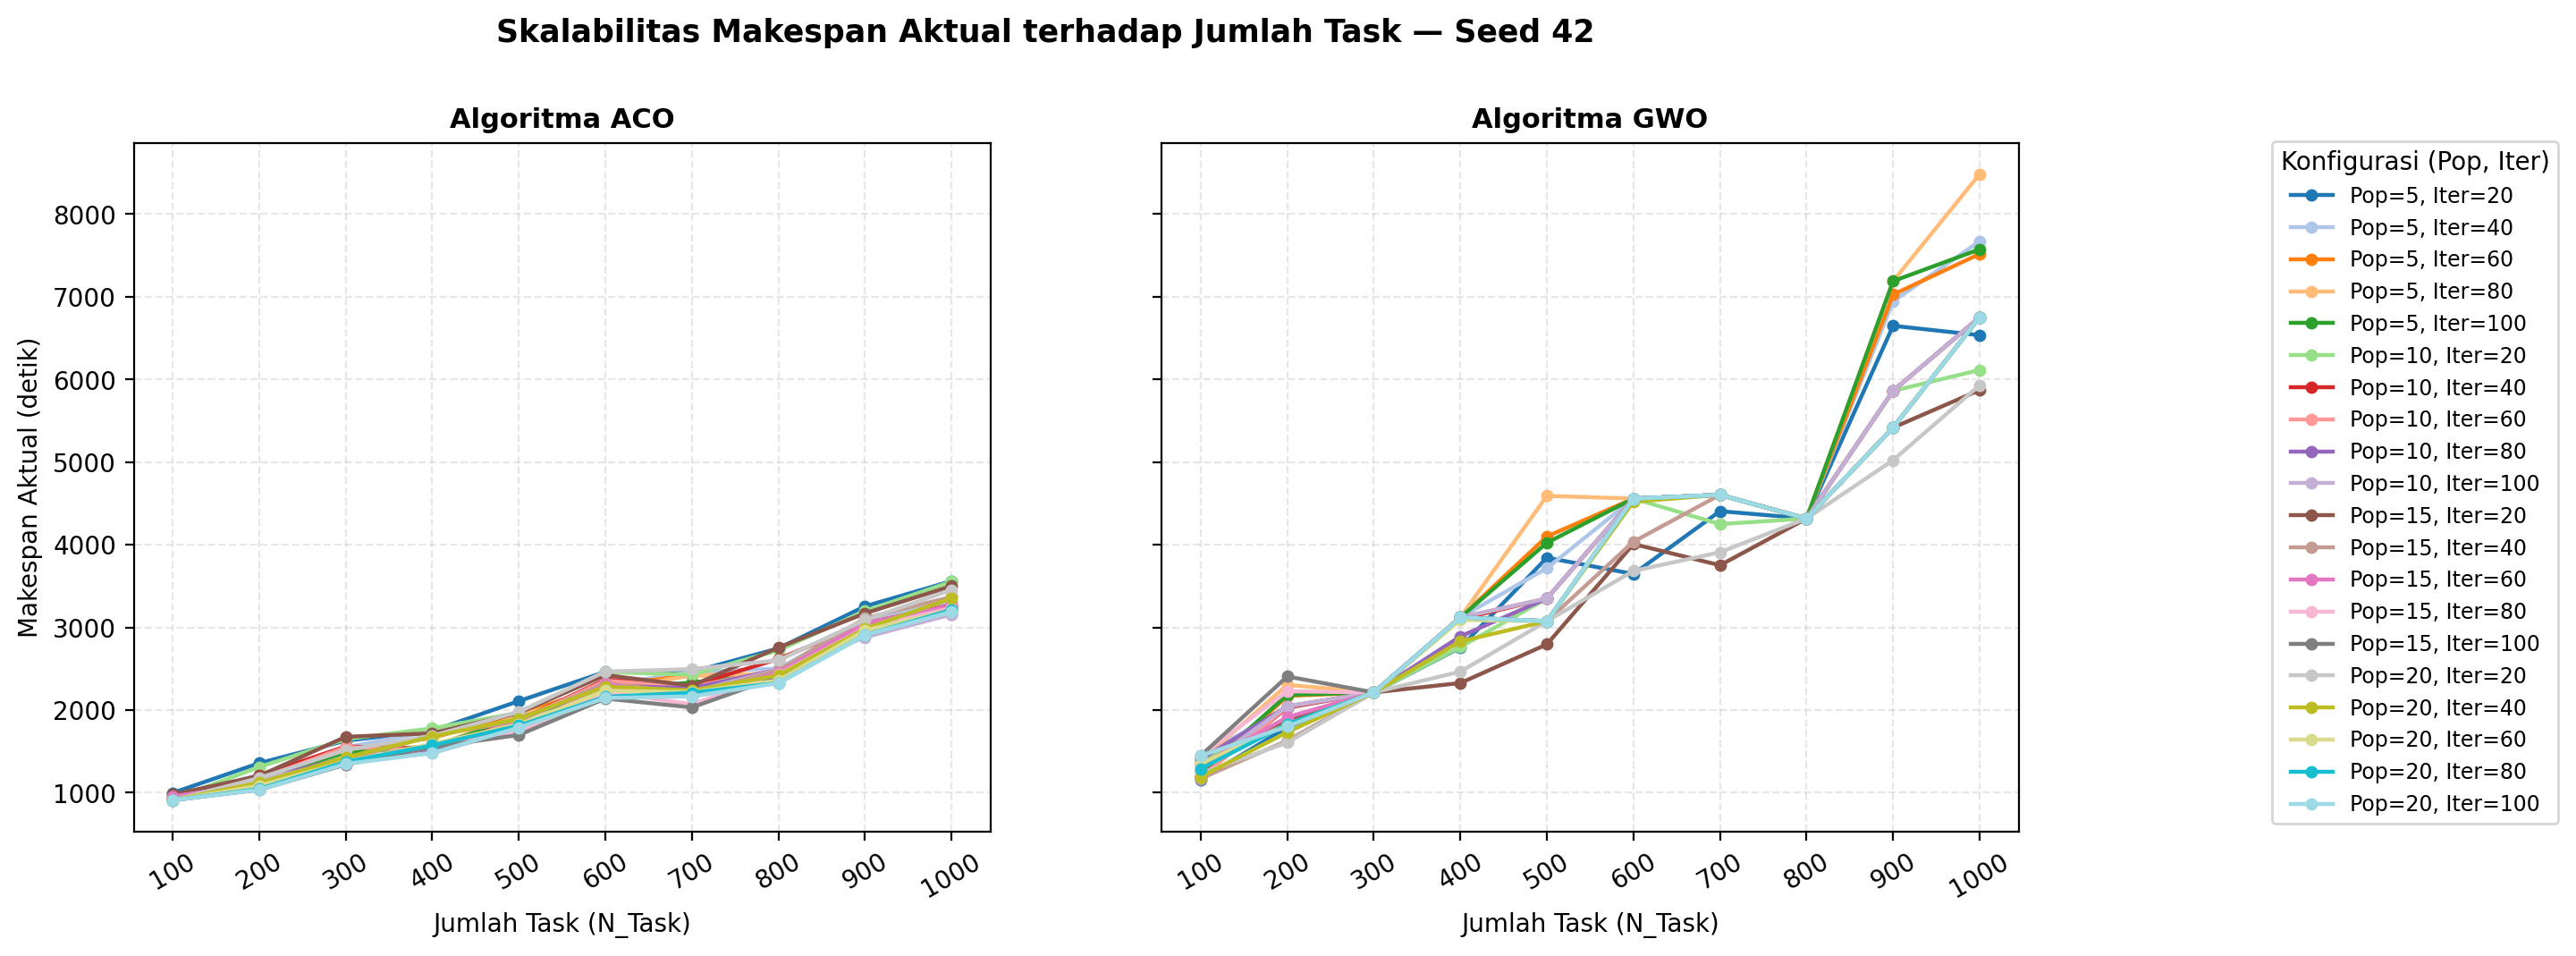 Skalabilitas Makespan Aktual terhadap Jumlah Task — Seed 42
Algoritma ACO
Makespan Aktual (detik)
8000
7000
6000
5000
4000
3000
2000
1000
100 200 300 400 500 600 700 800 900 1000
Jumlah Task (N_Task)
Algoritma GWO
100 200 300 400 500 600 700 800 900 1000
Jumlah Task (N_Task)
Konfigurasi (Pop, Iter)
Pop=5, Iter=20
Pop=5, Iter=40
Pop=5, Iter=60
Pop=5, Iter=80
Pop=5, Iter=100
Pop=10, Iter=20
Pop=10, Iter=40
Pop=10, Iter=60
Pop=10, Iter=80
Pop=10, Iter=100
Pop=15, Iter=20
Pop=15, Iter=40
Pop=15, Iter=60
Pop=15, Iter=80
Pop=15, Iter=100
Pop=20, Iter=20
Pop=20, Iter=40
Pop=20, Iter=60
Pop=20, Iter=80
Pop=20, Iter=100